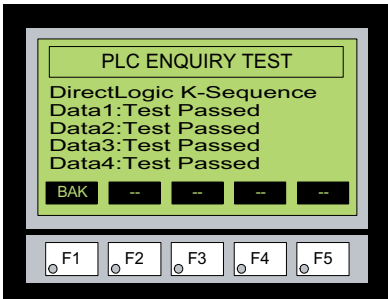 PLC ENQUIRY TEST
DirectLogic K-Sequence
Data1:Test Passed
Data2:Test Passed
Data3:Test Passed
Data4:Test Passed
BAK -- -- -- --
F1 F2 F3 F4 F5